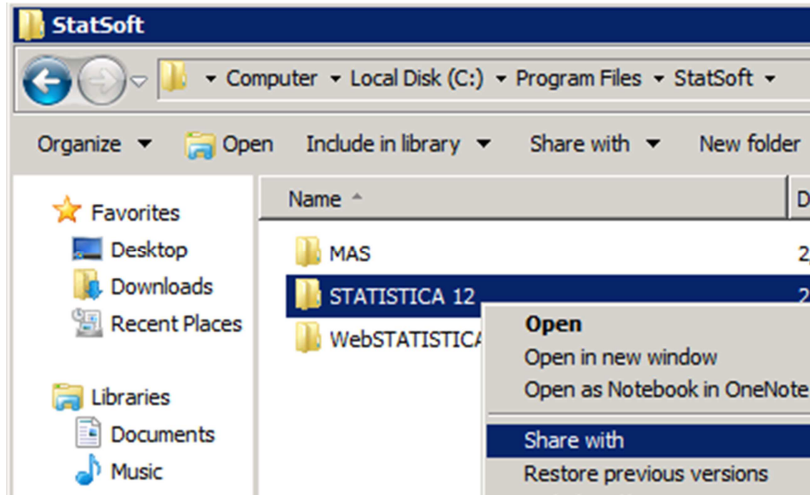 StatSoft
Computer Local Disk (C:) Program Files StatSoft
Organize Open Include in library Share with New folder
Name
Favorites
Desktop
Downloads
Recent Places
Libraries
Documents
Music
MAS
STATISTICA 12
WebSTATISTICA
Open
Open in new window
Open as Notebook in OneNote
Share with
Restore previous versions